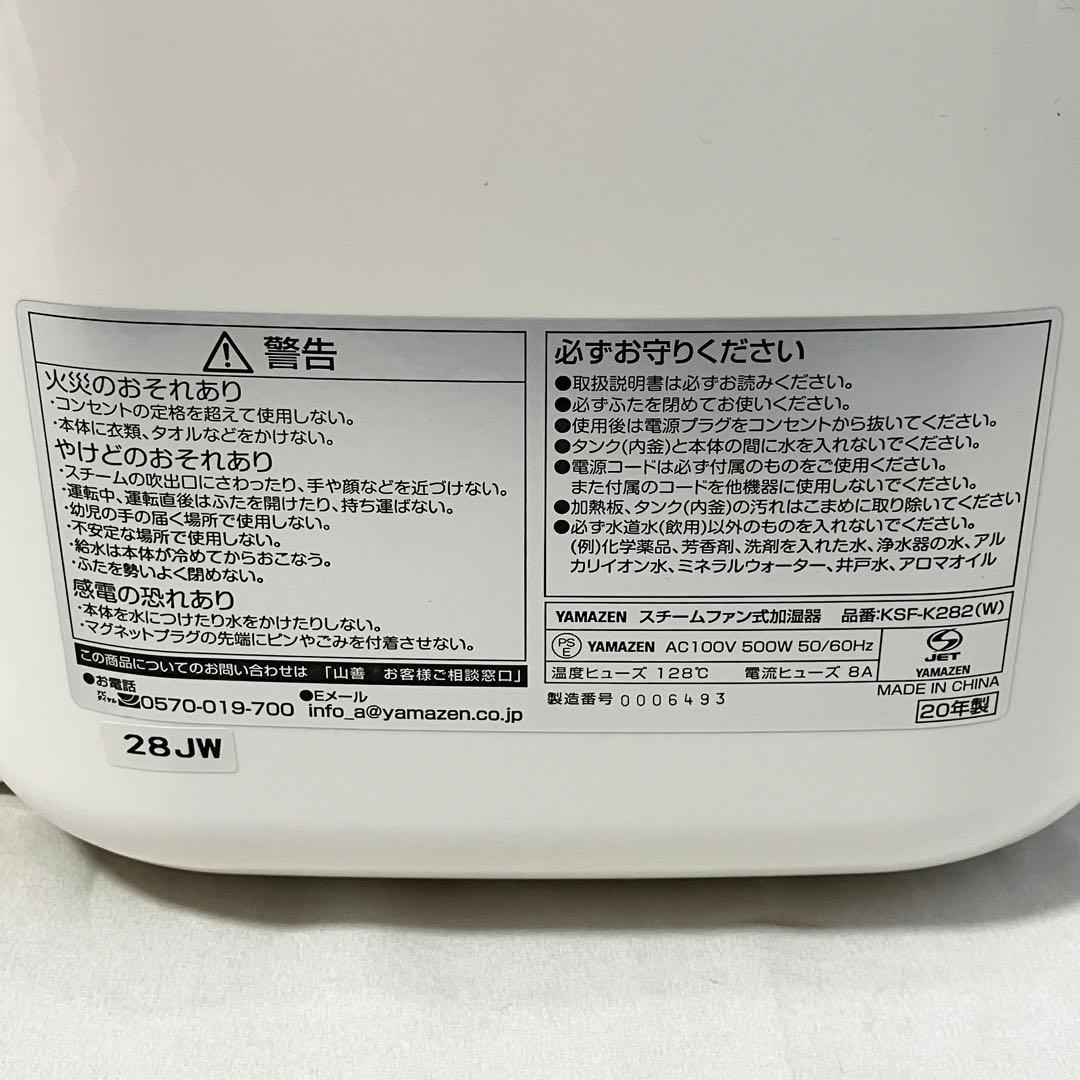 警告
火災のおそれあり
・コンセントの定格を超えて使用しない。
・本体に衣類、タオルなどをかけない。
やけどのおそれあり
・スチームの吹出口にさわったり、手や顔などを近づけない。
・運転中、運転直後はふたを開けたり、持ち運ばない。
・幼児の手の届く場所で使用しない。
・不安定な場所で使用しない。
・給水は本体が冷めてからおこなう。
・ふたを勢いよく閉めない。
感電の恐れあり
・本体を水につけたり水をかけたりしない。
・マグネットプラグの先端にピンやごみを付着させない。
この商品についてのお問い合わせは「山善 お客様ご相談窓口」
●お電話
ナビダイヤル 0570-019-700
●Eメール
info_a@yamazen.co.jp
必ずお守りください
●取扱説明書は必ずお読みください。
●必ずふたを閉めてお使いください。
●使用後は電源プラグをコンセントから抜いてください。
●タンク(内釜)と本体の間に水を入れないでください。
●電源コードは必ず付属のものをご使用ください。
また付属のコードを他機器に使用しないでください。
●加熱板、タンク(内釜)の汚れはこまめに取り除いてください
●必ず水道水(飲用)以外のものを入れないでください。
(例)化学薬品、芳香剤、洗剤を入れた水、浄水器の水、アル
カリイオン水、ミネラルウォーター、井戸水、アロマオイル
YAMAZEN スチームファン式加湿器 品番:KSF-K282(W)
PSE YAMAZEN AC100V 500W 50/60Hz
温度ヒューズ 128℃ 電流ヒューズ 8A
JET
YAMAZEN
製造番号 0006493
MADE IN CHINA
20年製
28JW